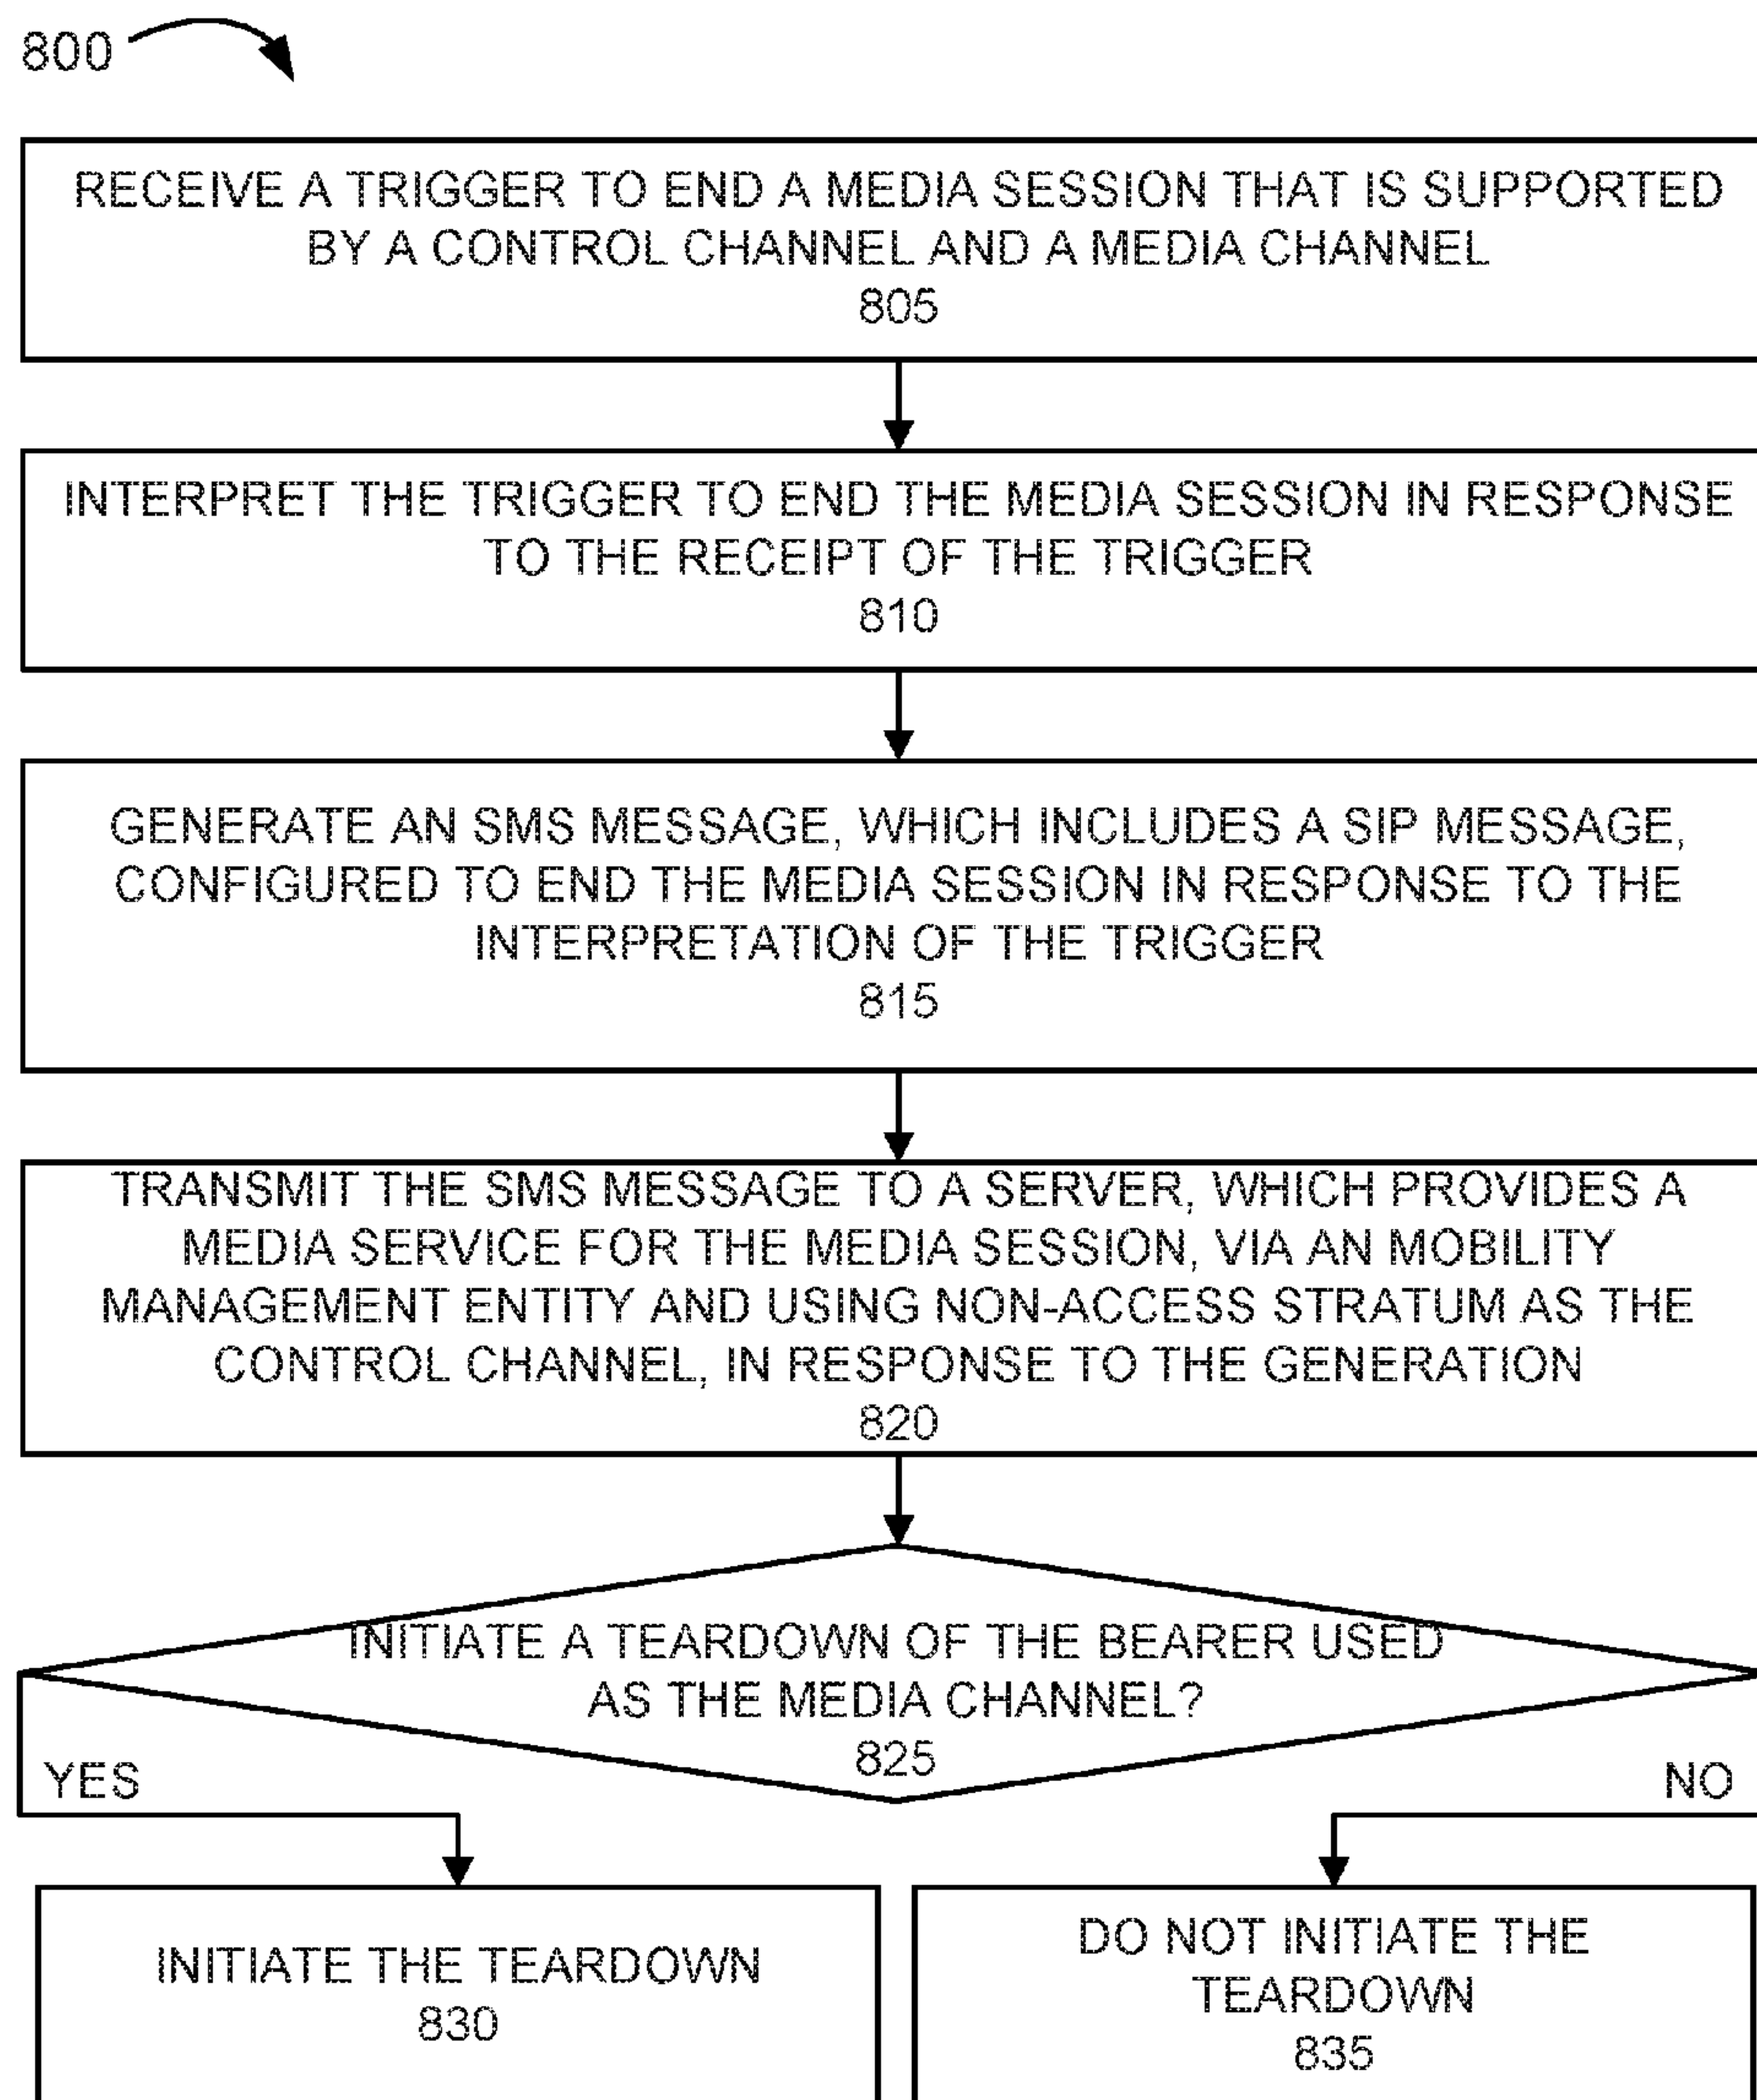 800
RECEIVE A TRIGGER TO END A MEDIA SESSION THAT IS SUPPORTED
BY A CONTROL CHANNEL AND A MEDIA CHANNEL
805
INTERPRET THE TRIGGER TO END THE MEDIA SESSION IN RESPONSE
TO THE RECEIPT OF THE TRIGGER
810
GENERATE AN SMS MESSAGE, WHICH INCLUDES A SIP MESSAGE,
CONFIGURED TO END THE MEDIA SESSION IN RESPONSE TO THE
INTERPRETATION OF THE TRIGGER
815
TRANSMIT THE SMS MESSAGE TO A SERVER, WHICH PROVIDES A
MEDIA SERVICE FOR THE MEDIA SESSION, VIA AN MOBILITY
MANAGEMENT ENTITY AND USING NON-ACCESS STRATUM AS THE
CONTROL CHANNEL, IN RESPONSE TO THE GENERATION
820
INITIATE A TEARDOWN OF THE BEARER USED
AS THE MEDIA CHANNEL?
825
YES
NO
INITIATE THE TEARDOWN
830
DO NOT INITIATE THE
TEARDOWN
835